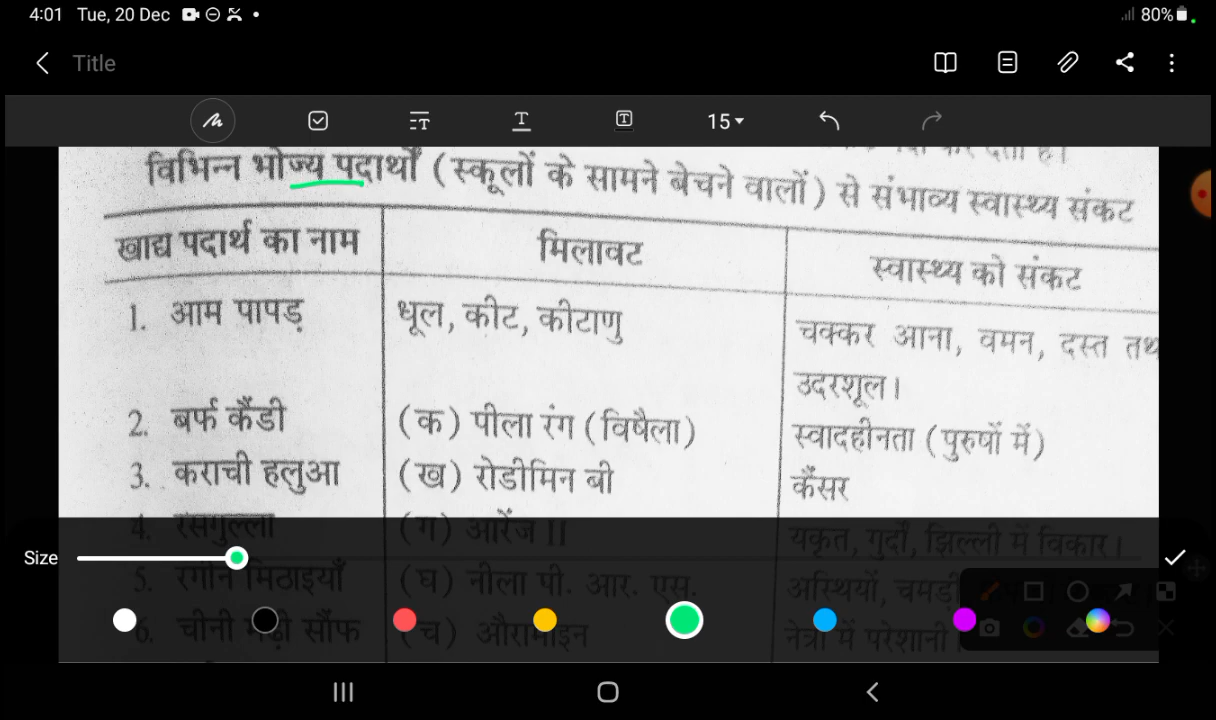 4:01 Tue, 20 Dec 80%
Title
15
विभिन्न भोज्य पदार्थों (स्कूलों के सामने बेचने वालों) से संभाव्य स्वास्थ्य संकट
खाद्य पदार्थ का नाम मिलावट स्वास्थ्य को संकट
1. आम पापड़ धूल, कीट, कीटाणु चक्कर आना, वमन, दस्त
उदरशूल।
2. बर्फ कैंडी (क) पीला रंग (विषैला) स्वादहीनता (पुरुषों में)
3. कराची हलुआ (ख) रोडीमिन बी कैंसर
4. रसगुल्ला (ग) आरेंज II यकृत, गुर्दों, झिल्ली में विकार।
Size
5. रंगीन मिठाइयाँ (घ) नीला पी. आर. एस. अस्थियों, चमड़ी
6. चीनी सौंफ (च) औरामाइन नेत्रों में परेशानी।